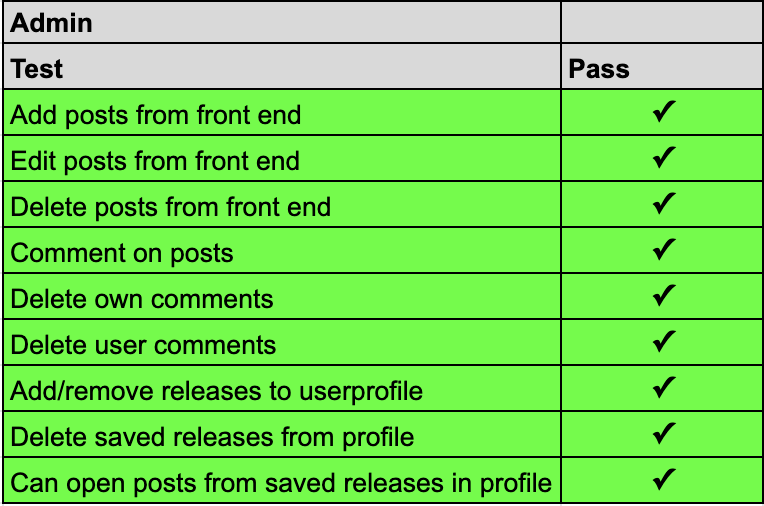 Admin
Test Pass
Add posts from front end ✓
Edit posts from front end ✓
Delete posts from front end ✓
Comment on posts ✓
Delete own comments ✓
Delete user comments ✓
Add/remove releases to userprofile ✓
Delete saved releases from profile ✓
Can open posts from saved releases in profile ✓